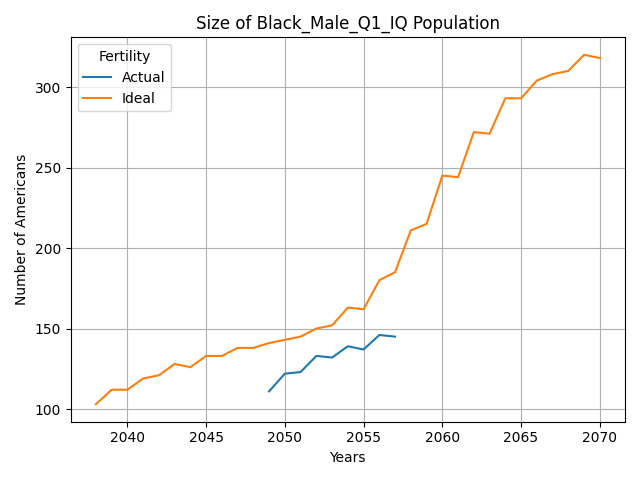 Size of Black_Male_Q1_IQ Population
Fertility
Actual
Ideal
Number of Americans
300
250
200
150
100
2040
2045
2050
2055
2060
2065
2070
Years